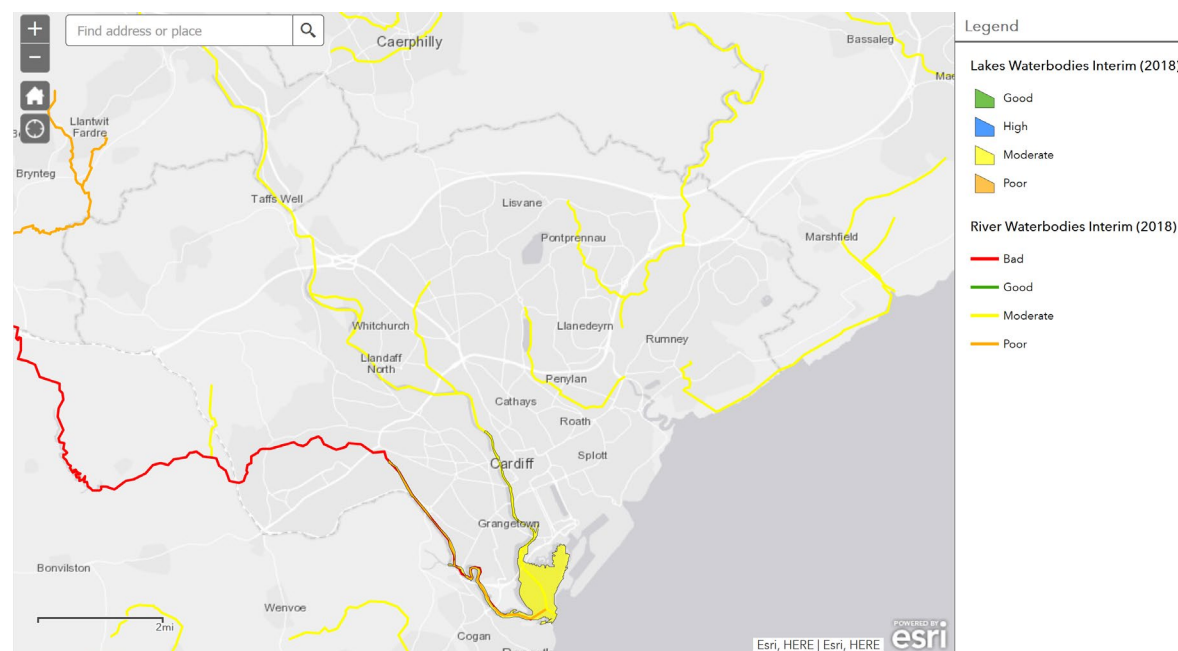 +
Find address or place
−
Caerphilly
Bassaleg
Llantwit
Fardre
Brynteg
Taffs Well
Lisvane
Pontprennau
Marshfield
Whitchurch
Llanedeyrn
Rumney
Llandaff
North
Penylan
Cathays
Roath
Cardiff
Splott
Grangetown
Bonvilston
Wenvoe
2mi
Cogan
Esri, HERE | Esri, HERE
POWERED BY
esri
Legend
Lakes Waterbodies Interim (2018)
Good
High
Moderate
Poor
River Waterbodies Interim (2018)
Bad
Good
Moderate
Poor